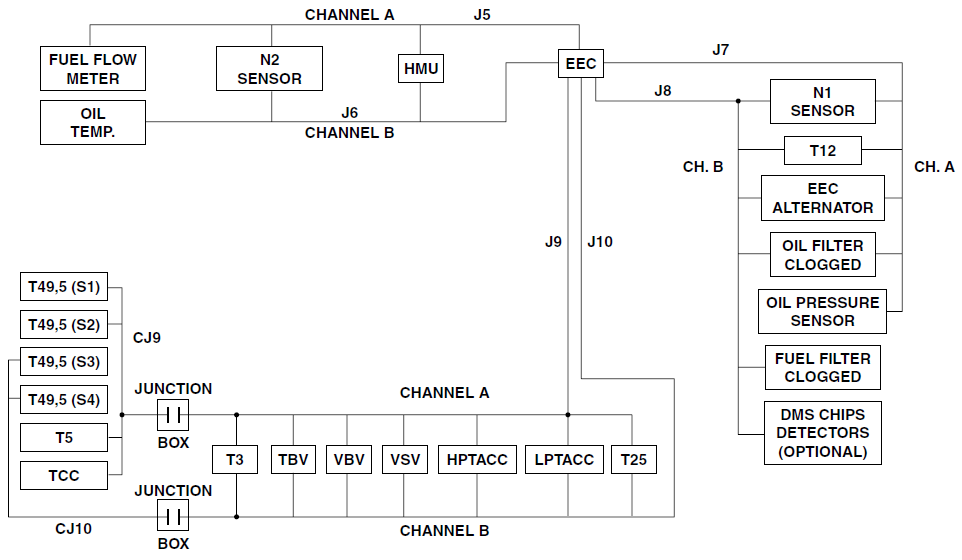 CHANNEL A
J5
FUEL FLOW
METER
N2
SENSOR
HMU
EEC
J7
J8
N1
SENSOR
OIL
TEMP.
J6
CHANNEL B
T12
CH. B
CH. A
EEC
ALTERNATOR
J9
J10
OIL FILTER
CLOGGED
OIL PRESSURE
SENSOR
FUEL FILTER
CLOGGED
DMS CHIPS
DETECTORS
(OPTIONAL)
T49,5 (S1)
T49,5 (S2)
CJ9
T49,5 (S3)
T49,5 (S4)
T5
TCC
JUNCTION
BOX
CHANNEL A
T3
TBV
VBV
VSV
HPTACC
LPTACC
T25
JUNCTION
BOX
CJ10
CHANNEL B